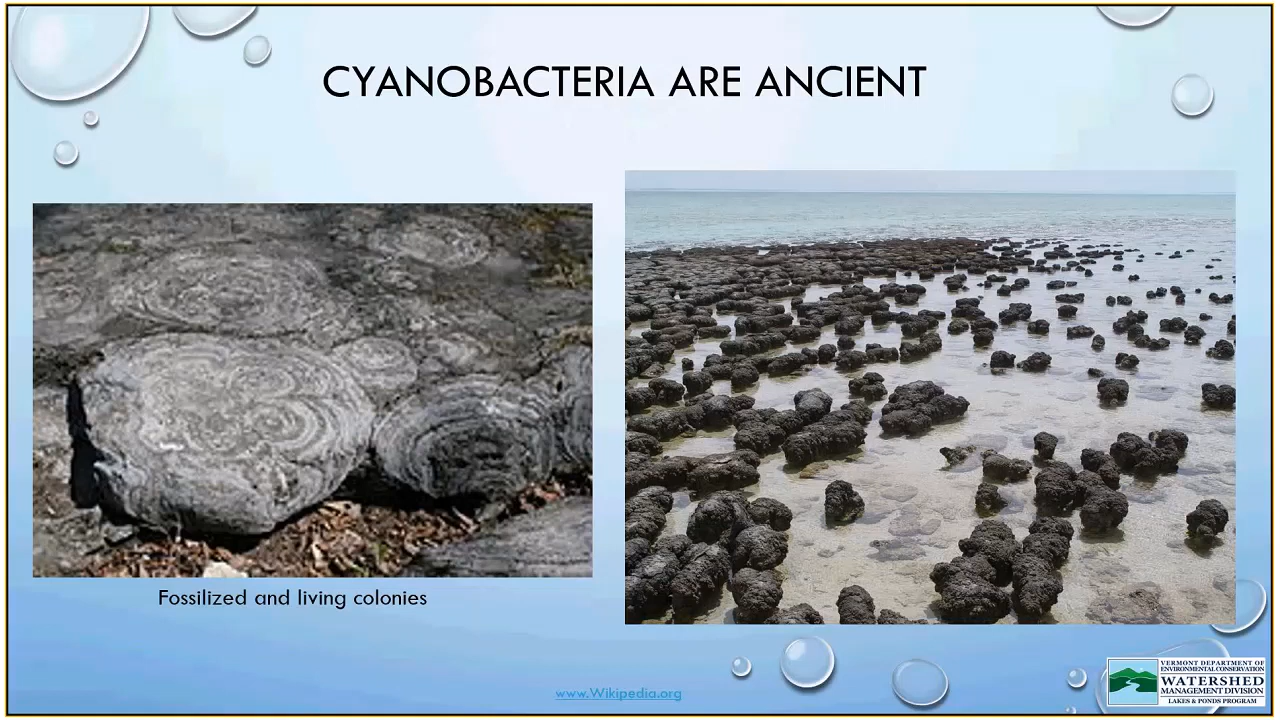 CYANOBACTERIA ARE ANCIENT
Fossilized and living colonies
www.Wikipedia.org
VERMONT DEPARTMENT OF
ENVIRONMENTAL CONSERVATION
WATERSHED
MANAGEMENT DIVISION
LAKES & PONDS PROGRAM